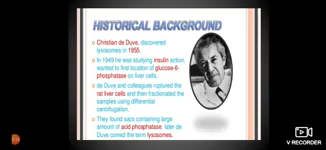 HISTORICAL BACKGROUND
Christian de Duve, discovered
lysosomes in 1955.
In 1949 he was studying insulin action,
wanted to find location of glucose-6-
phosphatase on liver cells.
de Duve and colleagues ruptured the
rat liver cells and then fractionated the
samples using differential
centrifugation.
They found sacs containing large
amount of acid phosphatase. later de
Duve coined the term lysosomes.
V RECORDER